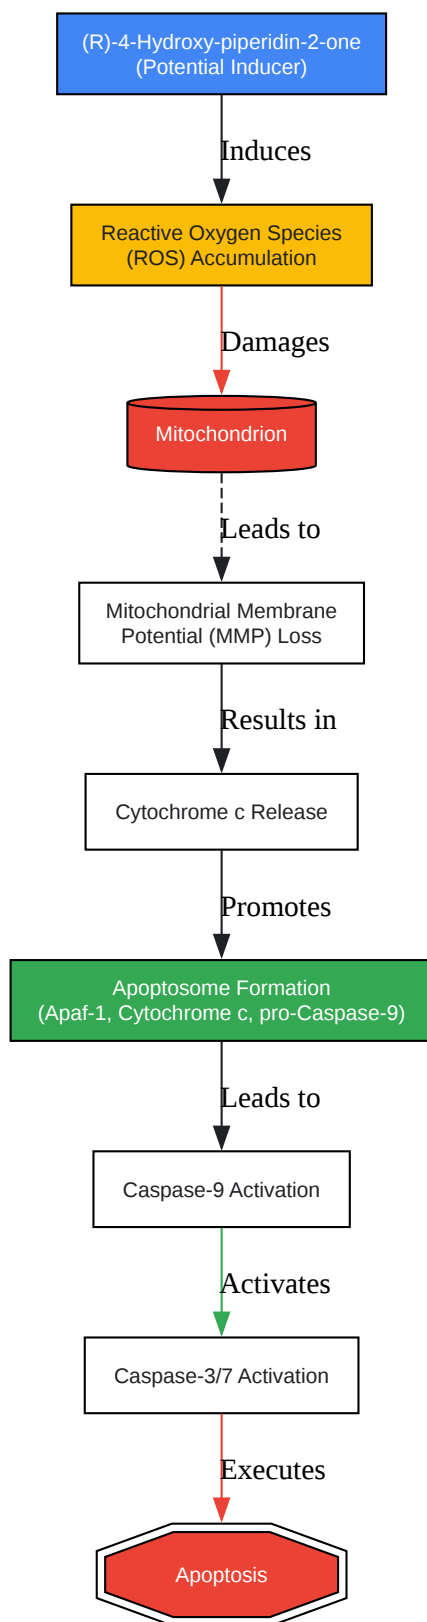 (R)-4-Hydroxy-piperidin-2-one
(Potential Inducer)
Induces
Reactive Oxygen Species
(ROS) Accumulation
Damages
Mitochondrion
Leads to
Mitochondrial Membrane
Potential (MMP) Loss
Results in
Cytochrome c Release
Promotes
Apoptosome Formation
(Apaf-1, Cytochrome c, pro-Caspase-9)
Leads to
Caspase-9 Activation
Activates
Caspase-3/7 Activation
Executes
Apoptosis